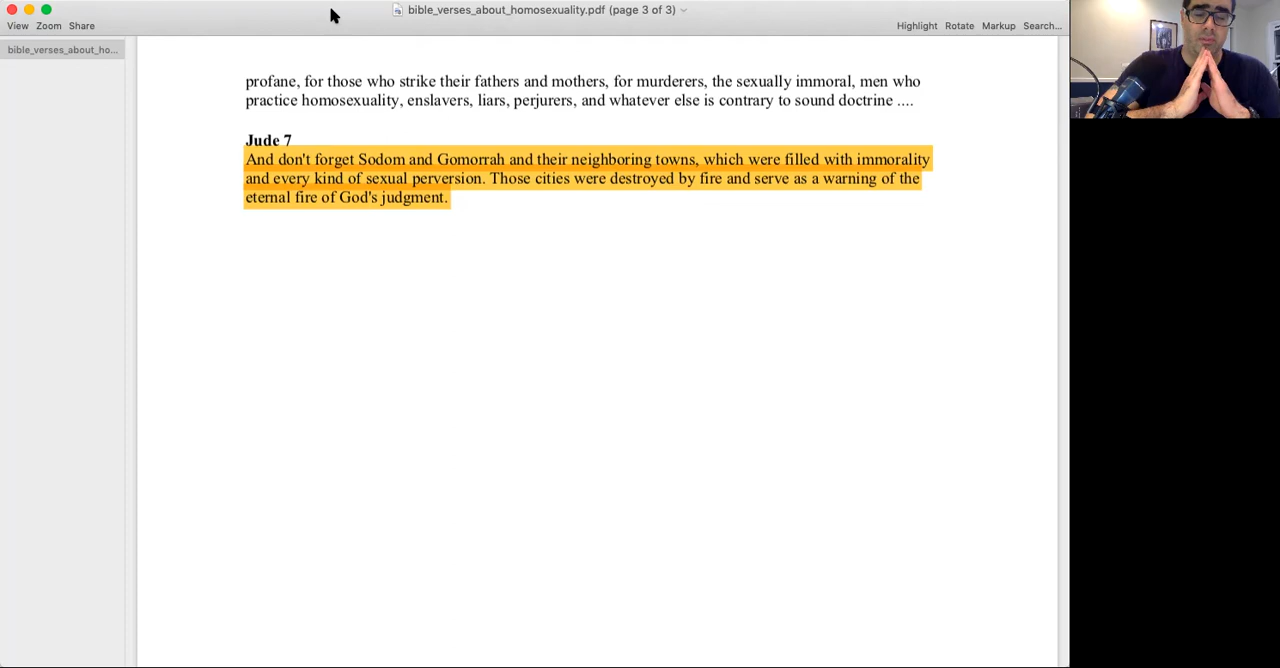 bible_verses_about_homosexuality.pdf (page 3 of 3)
View Zoom Share
Highlight Rotate Markup Search...
bible_verses_about_ho...
profane, for those who strike their fathers and mothers, for murderers, the sexually immoral, men who
practice homosexuality, enslavers, liars, perjurers, and whatever else is contrary to sound doctrine ....
Jude 7
And don't forget Sodom and Gomorrah and their neighboring towns, which were filled with immorality
and every kind of sexual perversion. Those cities were destroyed by fire and serve as a warning of the
eternal fire of God's judgment.